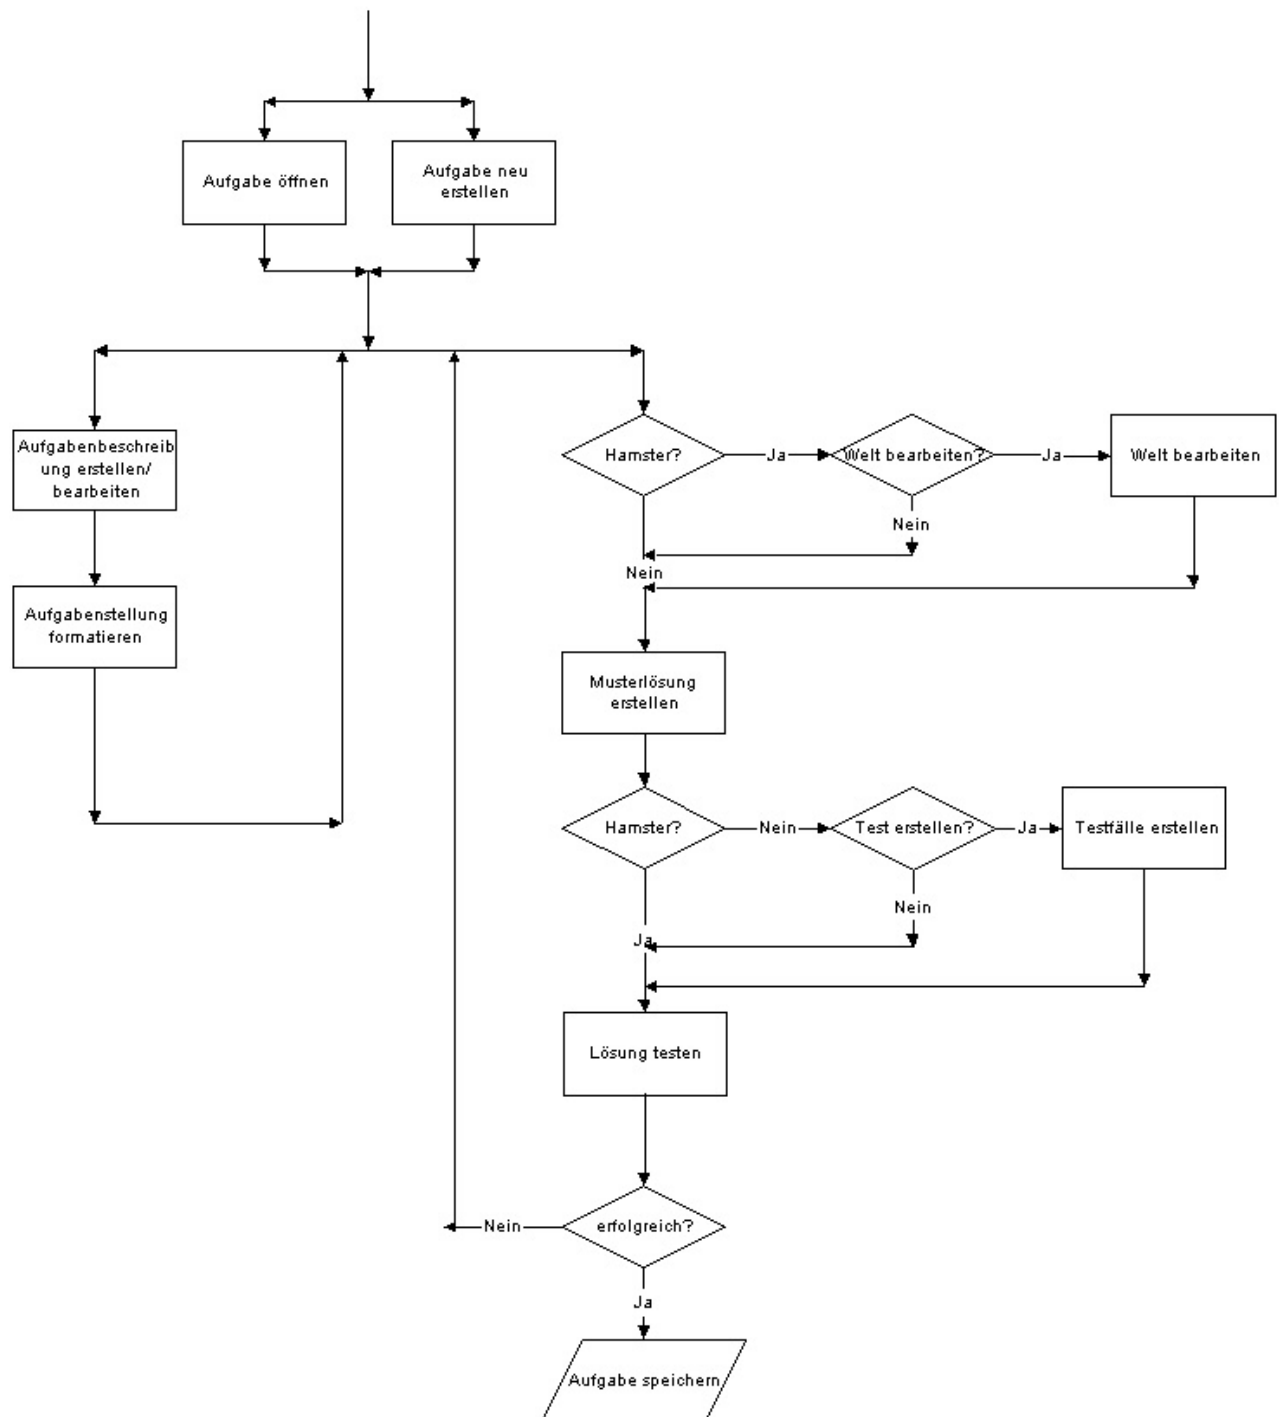 Aufgabe öffnen
Aufgabe neu
erstellen
Aufgabenbeschreib
ung erstellen/
bearbeiten
Aufgabenstellung
formatieren
Hamster?
Ja
Welt bearbeiten?
Ja
Welt bearbeiten
Nein
Nein
Musterlösung
erstellen
Hamster?
Nein
Test erstellen?
Ja
Testfälle erstellen
Nein
Ja
Lösung testen
erfolgreich?
Nein
Ja
Aufgabe speichern